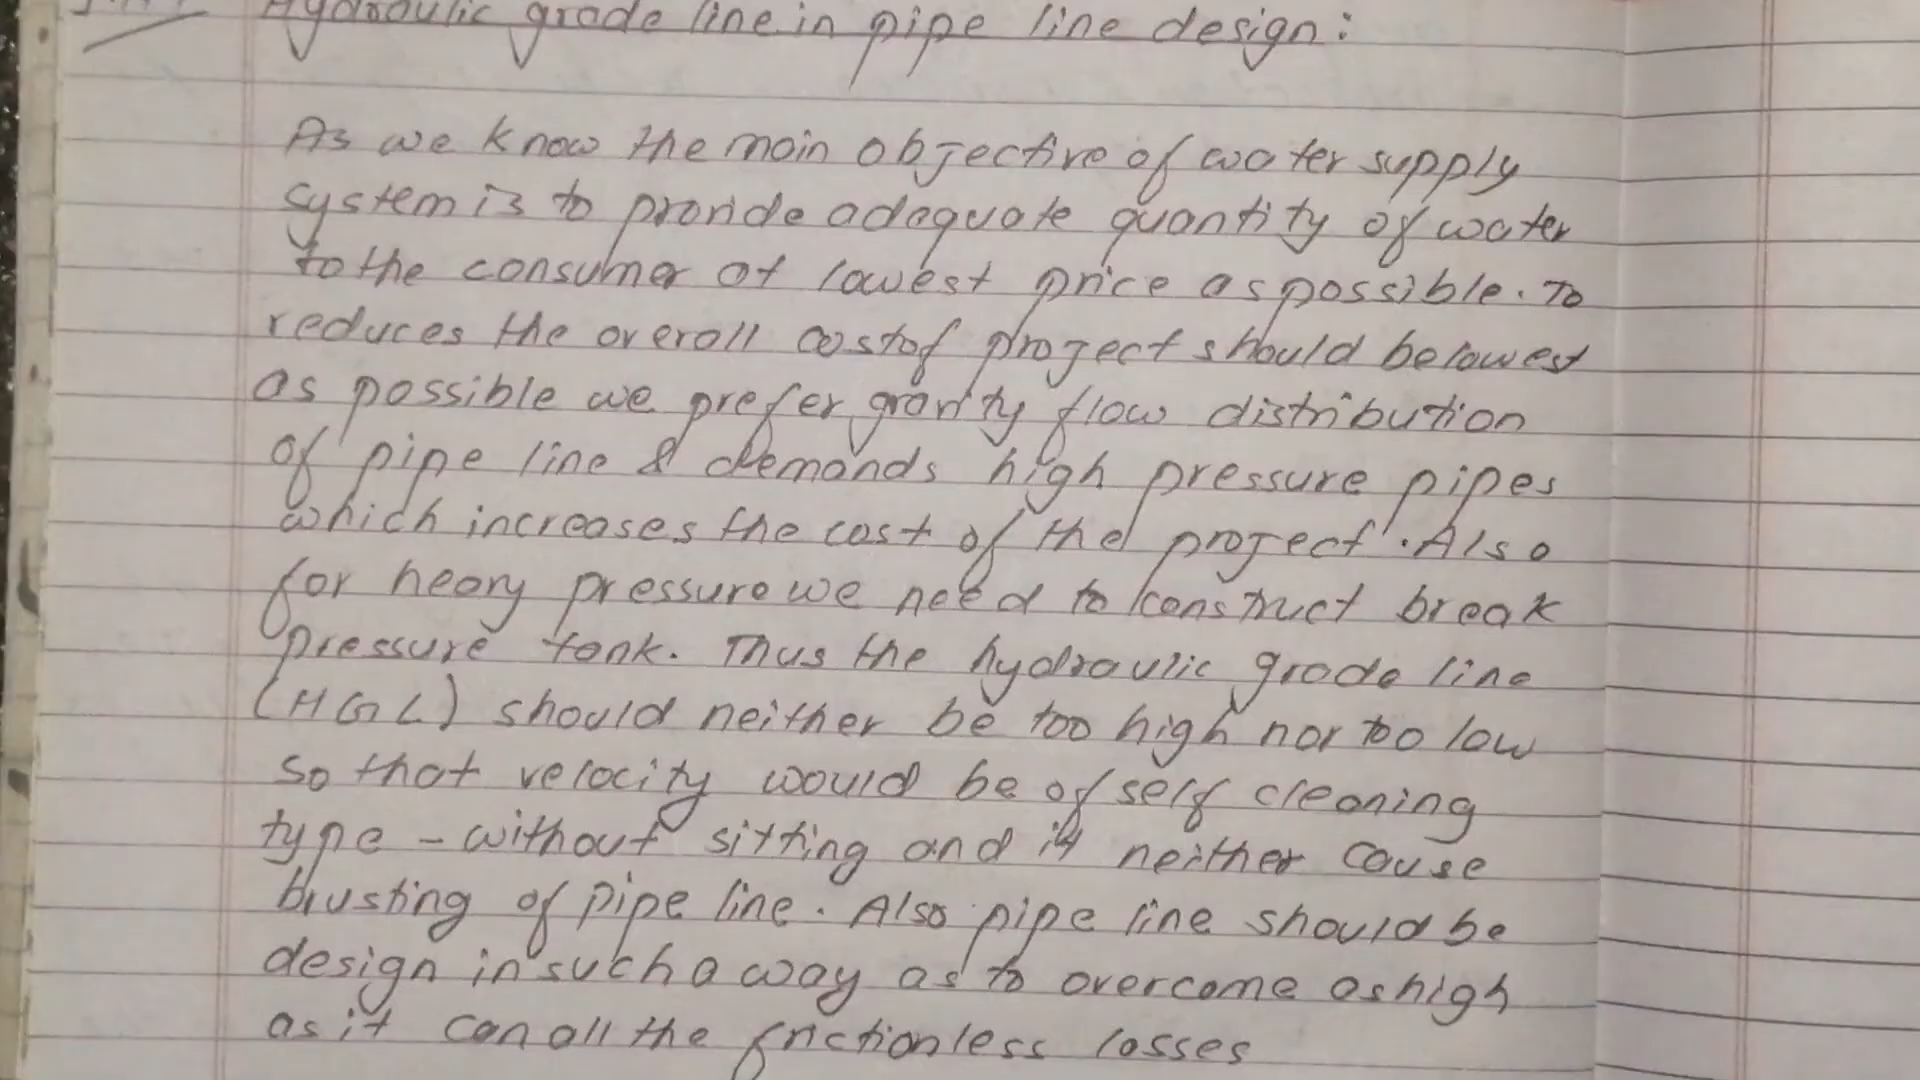 Hydraulic grade line in pipe line design:
As we know the main objective of water supply
system is to provide adequate quantity of water
to the consumer at lowest price as possible. To
reduces the overall cost of project should be lowest
as possible we prefer gravity flow distribution
of pipe line & demands high pressure pipes
which increases the cost of the project. Also
for heavy pressure we need to construct break
pressure tank. Thus the hydraulic grade line
(HGL) should neither be too high nor too low
so that velocity would be of self cleaning
type - without sitting and it neither cause
brusting of pipe line. Also pipe line should be
design in such a way as to overcome as high
as it can all the frictionless losses